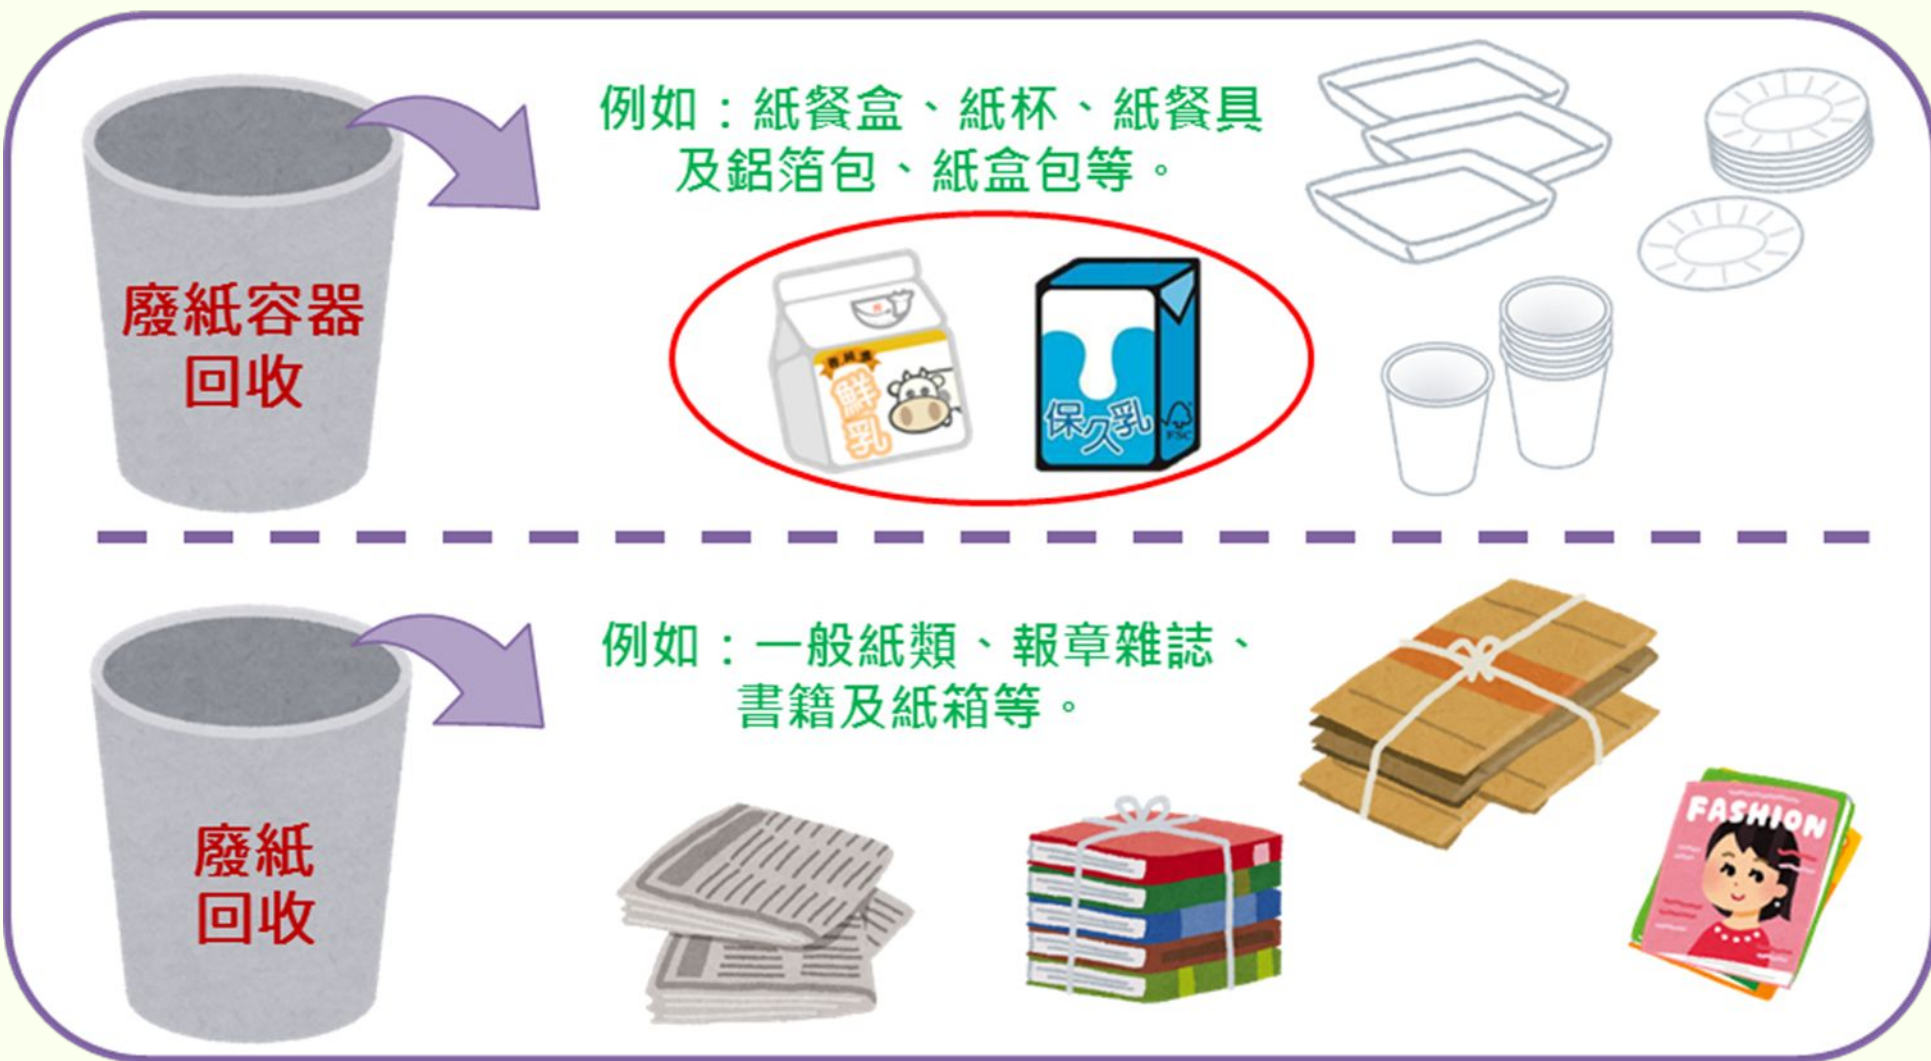 廢紙容器
回收
例如：紙餐盒、紙杯、紙餐具
及鋁箔包、紙盒包等。
鮮乳
保久乳
FSC
廢紙
回收
例如：一般紙類、報章雜誌、
書籍及紙箱等。
FASHION